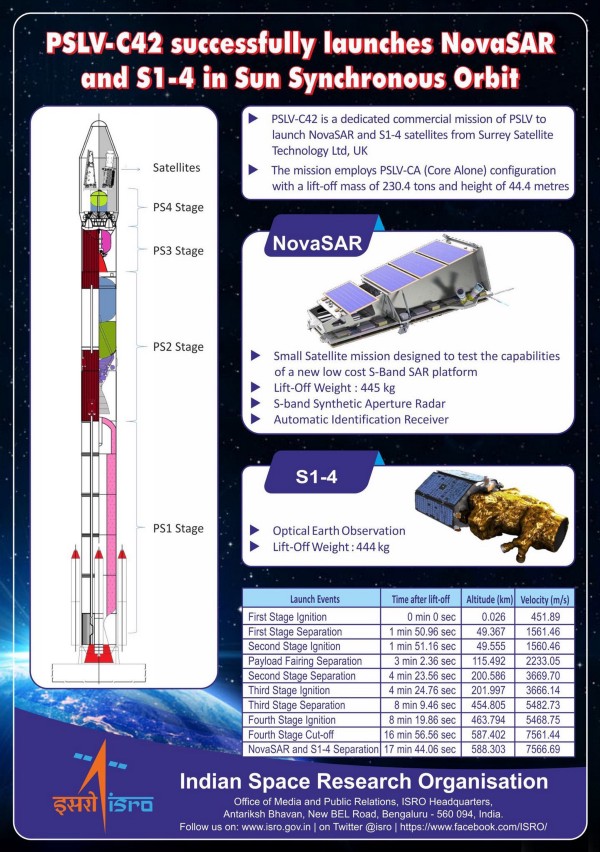 PSLV-C42 successfully launches NovaSAR
and S1-4 in Sun Synchronous Orbit
Satellites
PS4 Stage
PS3 Stage
PS2 Stage
PS1 Stage
PSLV-C42 is a dedicated commercial mission of PSLV to
launch NovaSAR and S1-4 satellites from Surrey Satellite
Technology Ltd, UK
The mission employs PSLV-CA (Core Alone) configuration
with a lift-off mass of 230.4 tons and height of 44.4 metres
NovaSAR
Small Satellite mission designed to test the capabilities
of a new low cost S-Band SAR platform
Lift-Off Weight : 445 kg
S-band Synthetic Aperture Radar
Automatic Identification Receiver
S1-4
Optical Earth Observation
Lift-Off Weight : 444 kg
Launch Events Time after lift-off Altitude (km) Velocity (m/s)
First Stage Ignition 0 min 0 sec 0.026 451.89
First Stage Separation 1 min 50.96 sec 49.367 1561.46
Second Stage Ignition 1 min 51.16 sec 49.555 1560.46
Payload Fairing Separation 3 min 2.36 sec 115.492 2233.05
Second Stage Separation 4 min 23.56 sec 200.586 3669.70
Third Stage Ignition 4 min 24.76 sec 201.997 3666.14
Third Stage Separation 8 min 9.46 sec 454.805 5482.73
Fourth Stage Ignition 8 min 19.86 sec 463.794 5468.75
Fourth Stage Cut-off 16 min 56.56 sec 587.402 7561.44
NovaSAR and S1-4 Separation 17 min 44.06 sec 588.303 7566.69
इसरो isro
Indian Space Research Organisation
Office of Media and Public Relations, ISRO Headquarters,
Antariksh Bhavan, New BEL Road, Bengaluru - 560 094, India.
Follow us on: www.isro.gov.in | on Twitter @isro | https://www.facebook.com/ISRO/